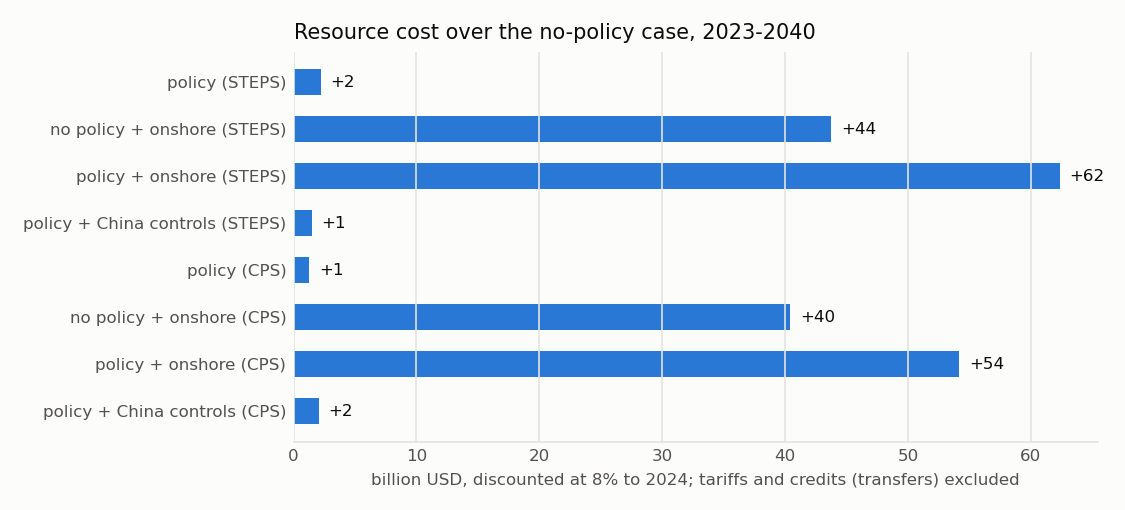 Resource cost over the no-policy case, 2023-2040
policy (STEPS) +2
no policy + onshore (STEPS) +44
policy + onshore (STEPS) +62
policy + China controls (STEPS) +1
policy (CPS) +1
no policy + onshore (CPS) +40
policy + onshore (CPS) +54
policy + China controls (CPS) +2
0 10 20 30 40 50 60
billion USD, discounted at 8% to 2024; tariffs and credits (transfers) excluded